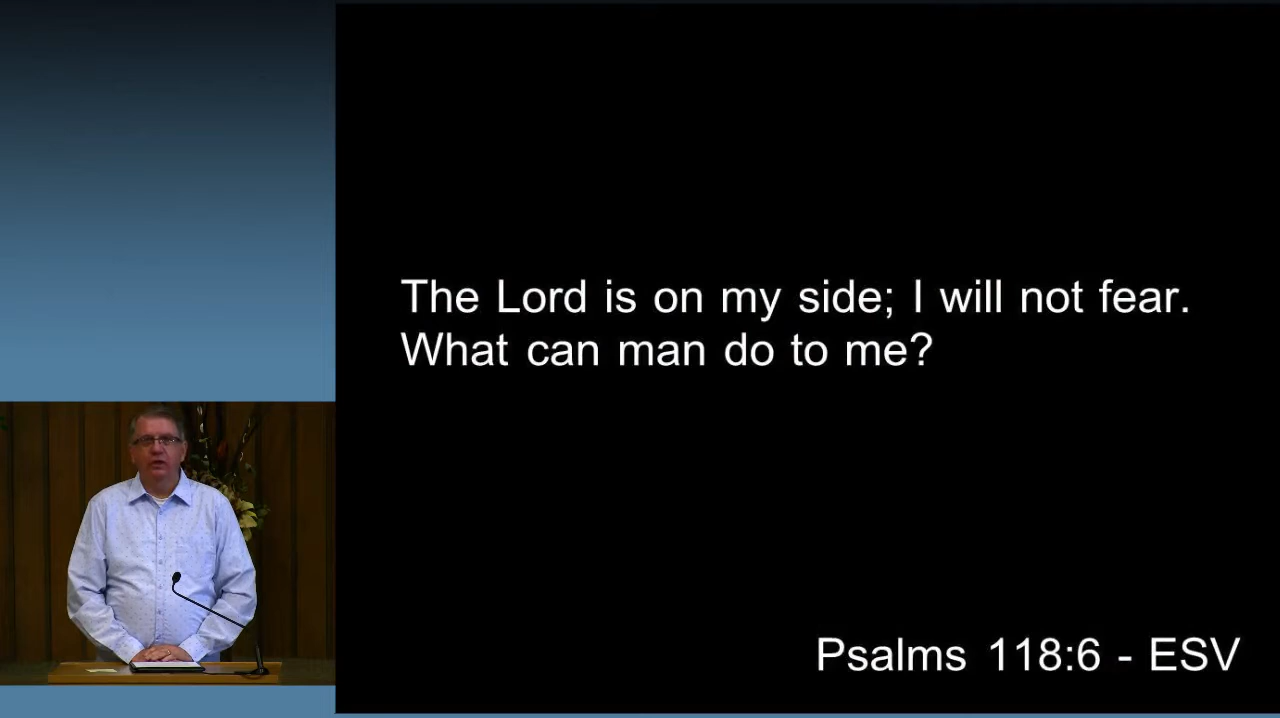 The Lord is on my side; I will not fear.
What can man do to me?
Psalms 118:6 - ESV